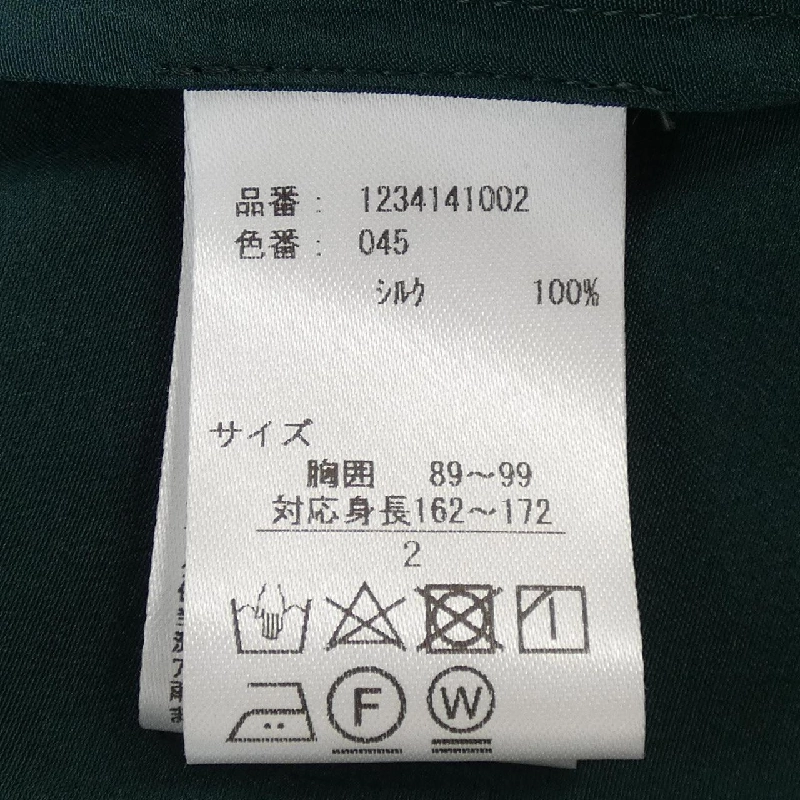 品番： 1234141002
色番： 045
ｼﾙｸ 100%
サイズ
胸囲 89～99
対応身長162～172
2
F W